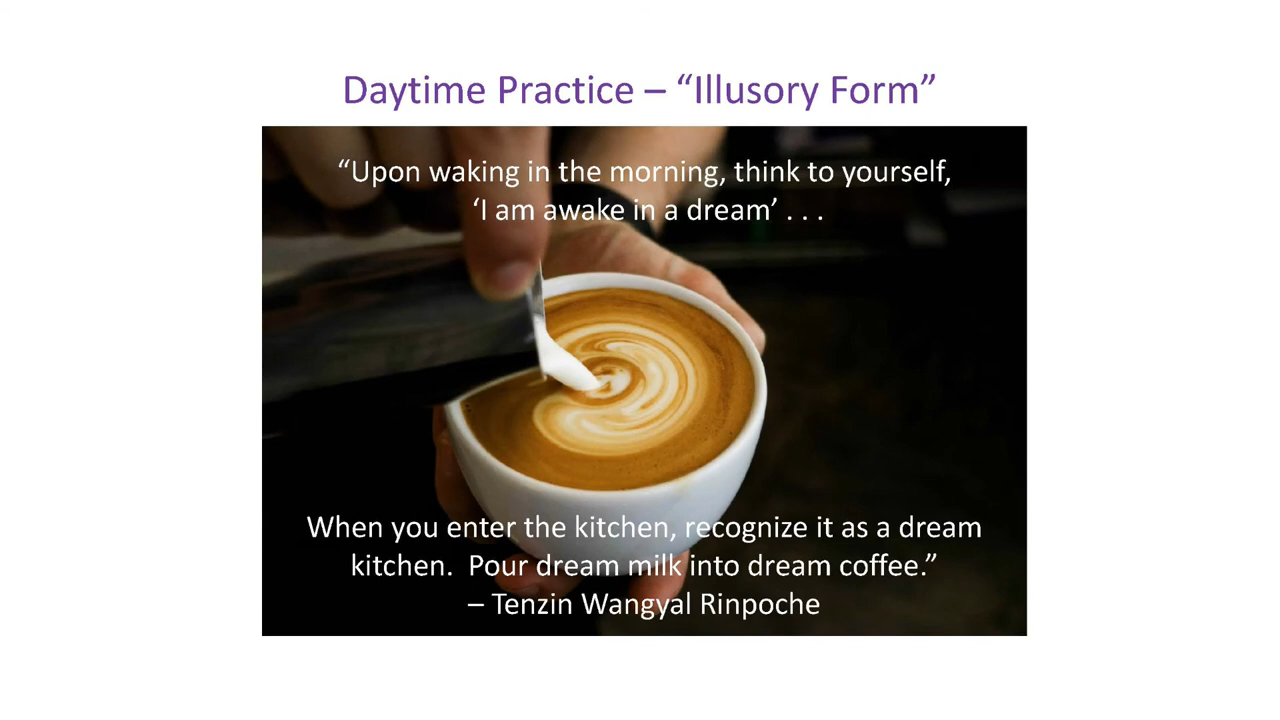 Daytime Practice – “Illusory Form”
“Upon waking in the morning, think to yourself,
‘I am awake in a dream’ . . .
When you enter the kitchen, recognize it as a dream
kitchen.  Pour dream milk into dream coffee.”
– Tenzin Wangyal Rinpoche